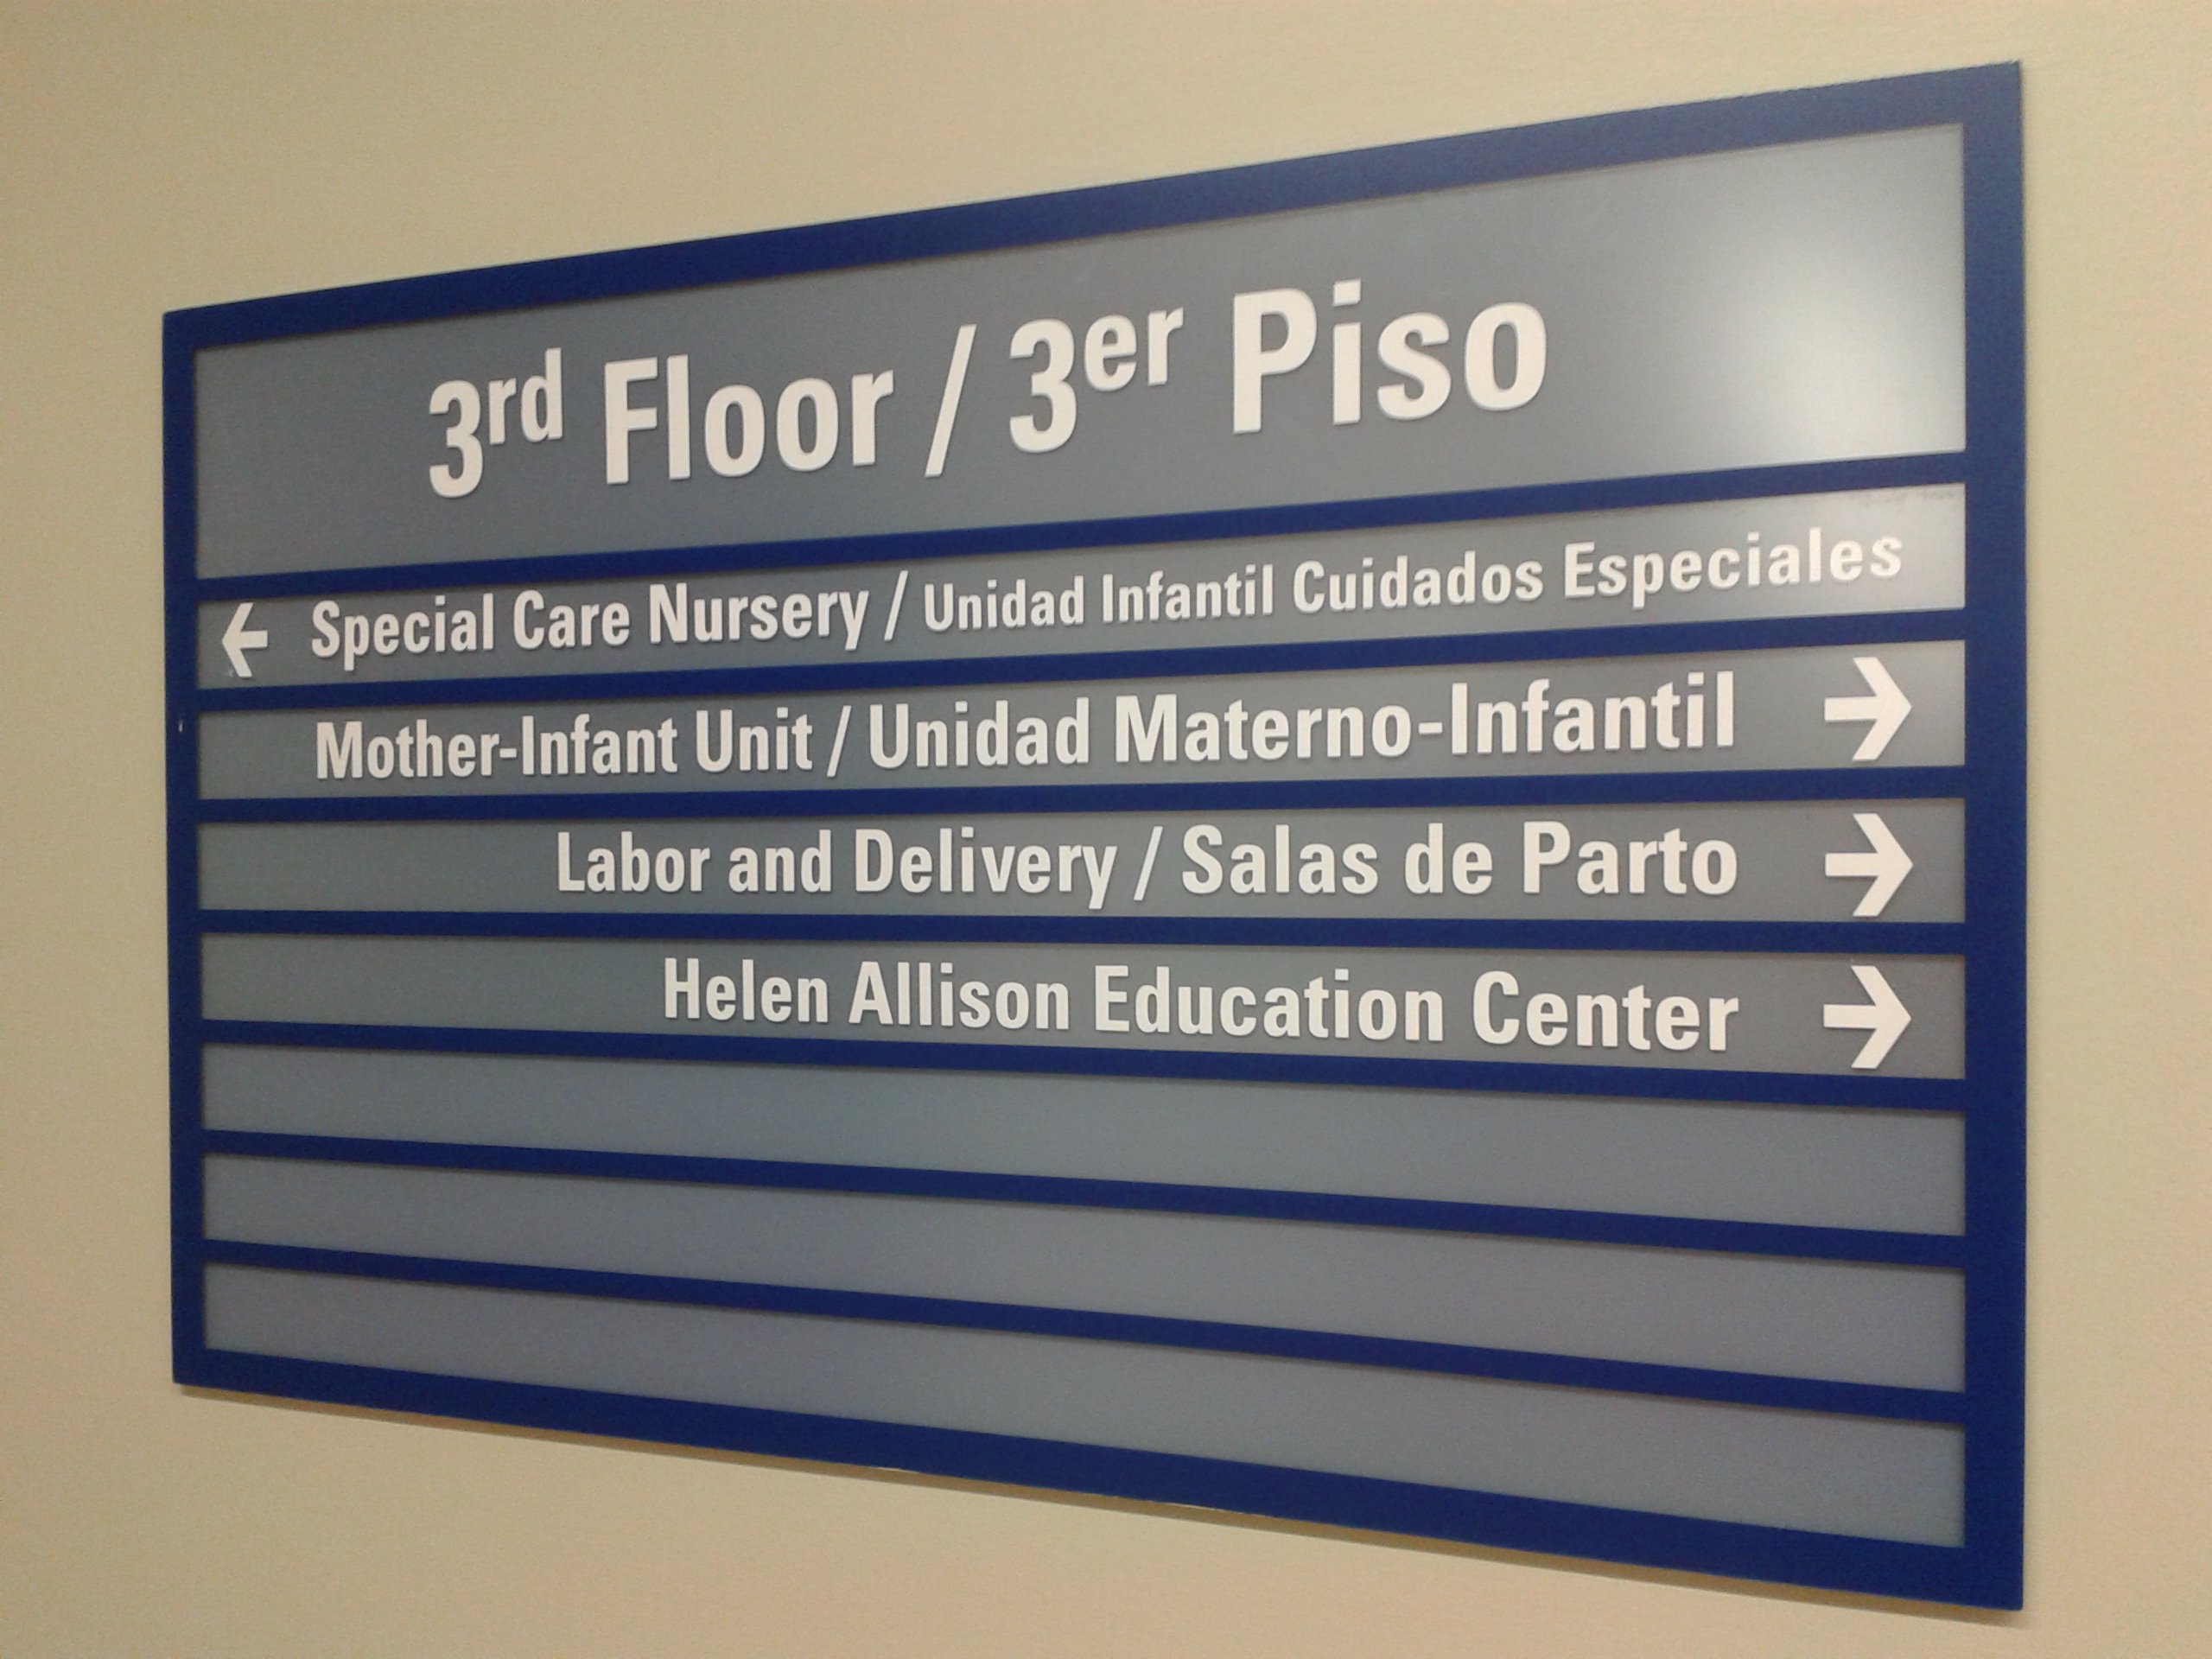 3rd Floor / 3er Piso
← Special Care Nursery / Unidad Infantil Cuidados Especiales
Mother-Infant Unit / Unidad Materno-Infantil →
Labor and Delivery / Salas de Parto →
Helen Allison Education Center →